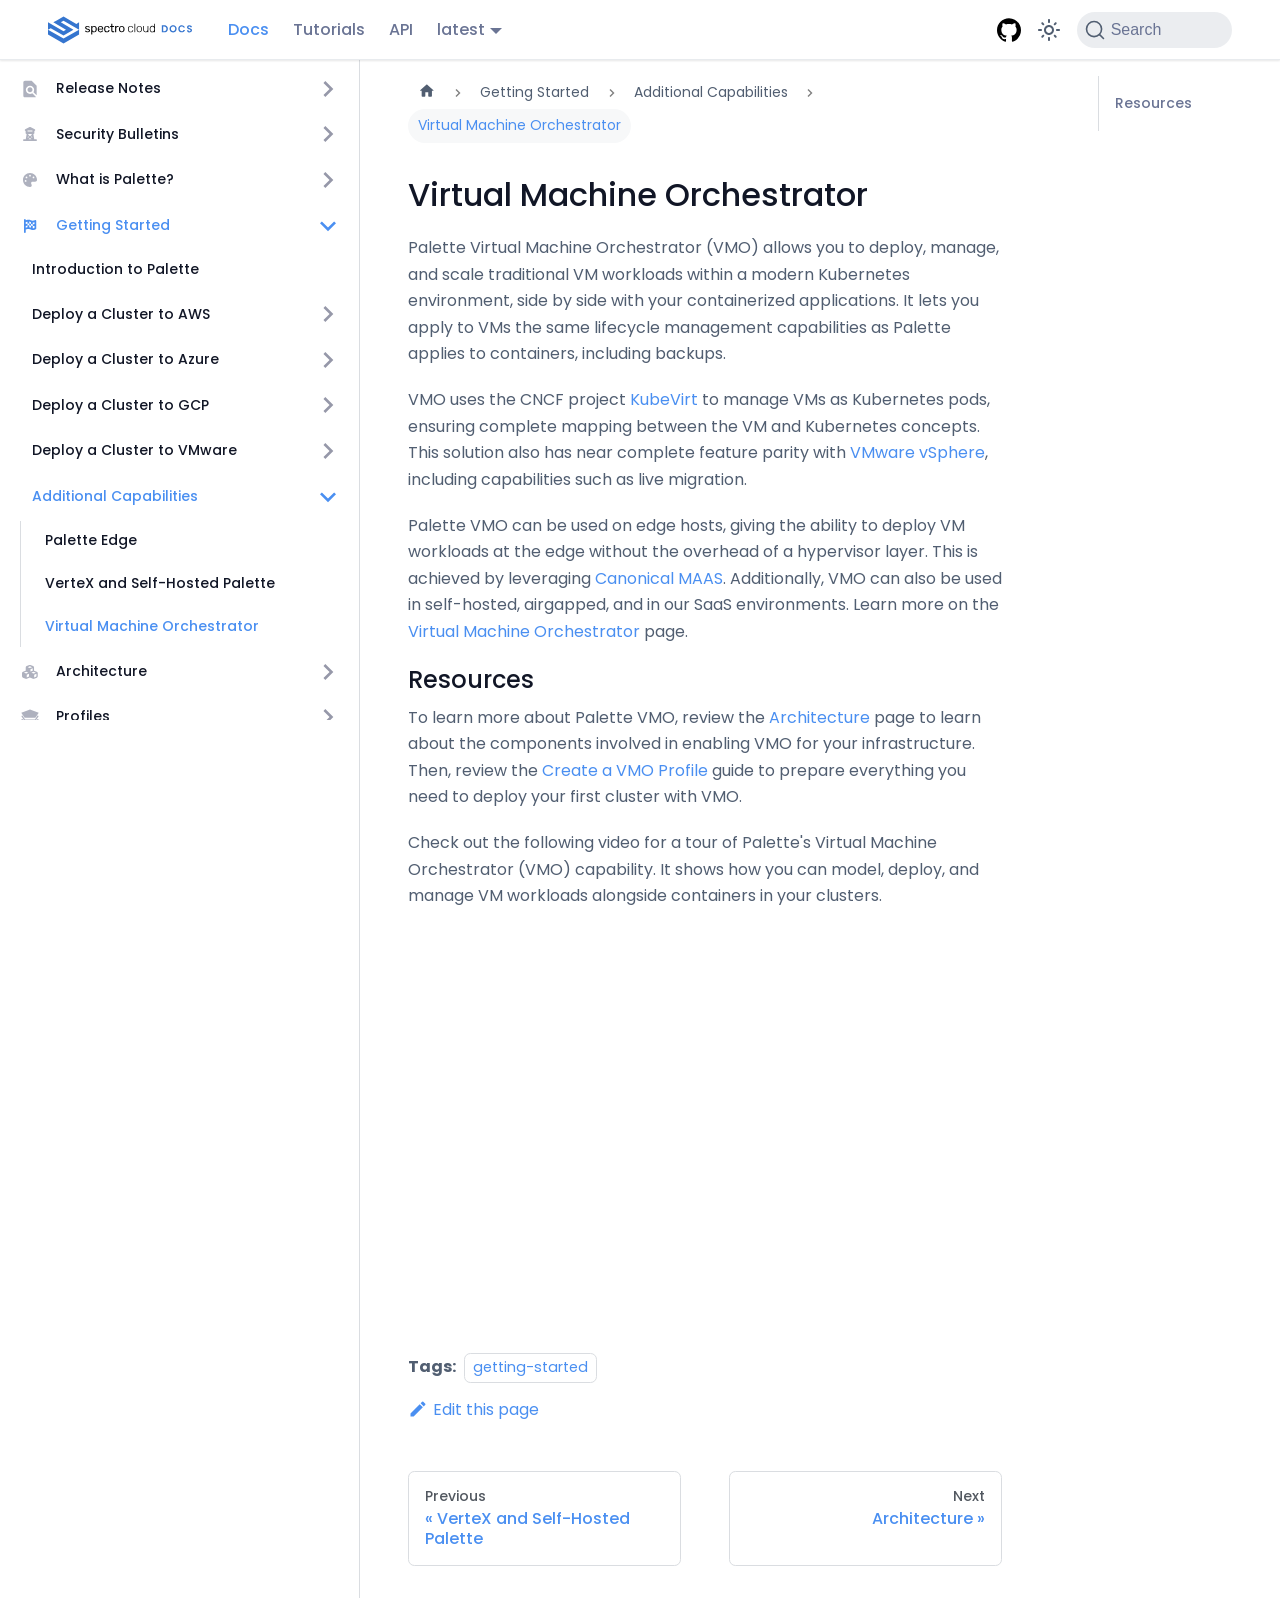 spectro cloud DOCS
Docs
Tutorials
API
latest
Search
Release Notes
Security Bulletins
What is Palette?
Getting Started
Introduction to Palette
Deploy a Cluster to AWS
Deploy a Cluster to Azure
Deploy a Cluster to GCP
Deploy a Cluster to VMware
Additional Capabilities
Palette Edge
VerteX and Self-Hosted Palette
Virtual Machine Orchestrator
Architecture
Profiles
Getting Started
Additional Capabilities
Virtual Machine Orchestrator
Virtual Machine Orchestrator
Palette Virtual Machine Orchestrator (VMO) allows you to deploy, manage,
and scale traditional VM workloads within a modern Kubernetes
environment, side by side with your containerized applications. It lets you
apply to VMs the same lifecycle management capabilities as Palette
applies to containers, including backups.
VMO uses the CNCF project KubeVirt to manage VMs as Kubernetes pods,
ensuring complete mapping between the VM and Kubernetes concepts.
This solution also has near complete feature parity with VMware vSphere,
including capabilities such as live migration.
Palette VMO can be used on edge hosts, giving the ability to deploy VM
workloads at the edge without the overhead of a hypervisor layer. This is
achieved by leveraging Canonical MAAS. Additionally, VMO can also be used
in self-hosted, airgapped, and in our SaaS environments. Learn more on the
Virtual Machine Orchestrator page.
Resources
To learn more about Palette VMO, review the Architecture page to learn
about the components involved in enabling VMO for your infrastructure.
Then, review the Create a VMO Profile guide to prepare everything you
need to deploy your first cluster with VMO.
Check out the following video for a tour of Palette's Virtual Machine
Orchestrator (VMO) capability. It shows how you can model, deploy, and
manage VM workloads alongside containers in your clusters.
Tags: getting-started
Edit this page
Previous
« VerteX and Self-Hosted
Palette
Next
Architecture »
Resources